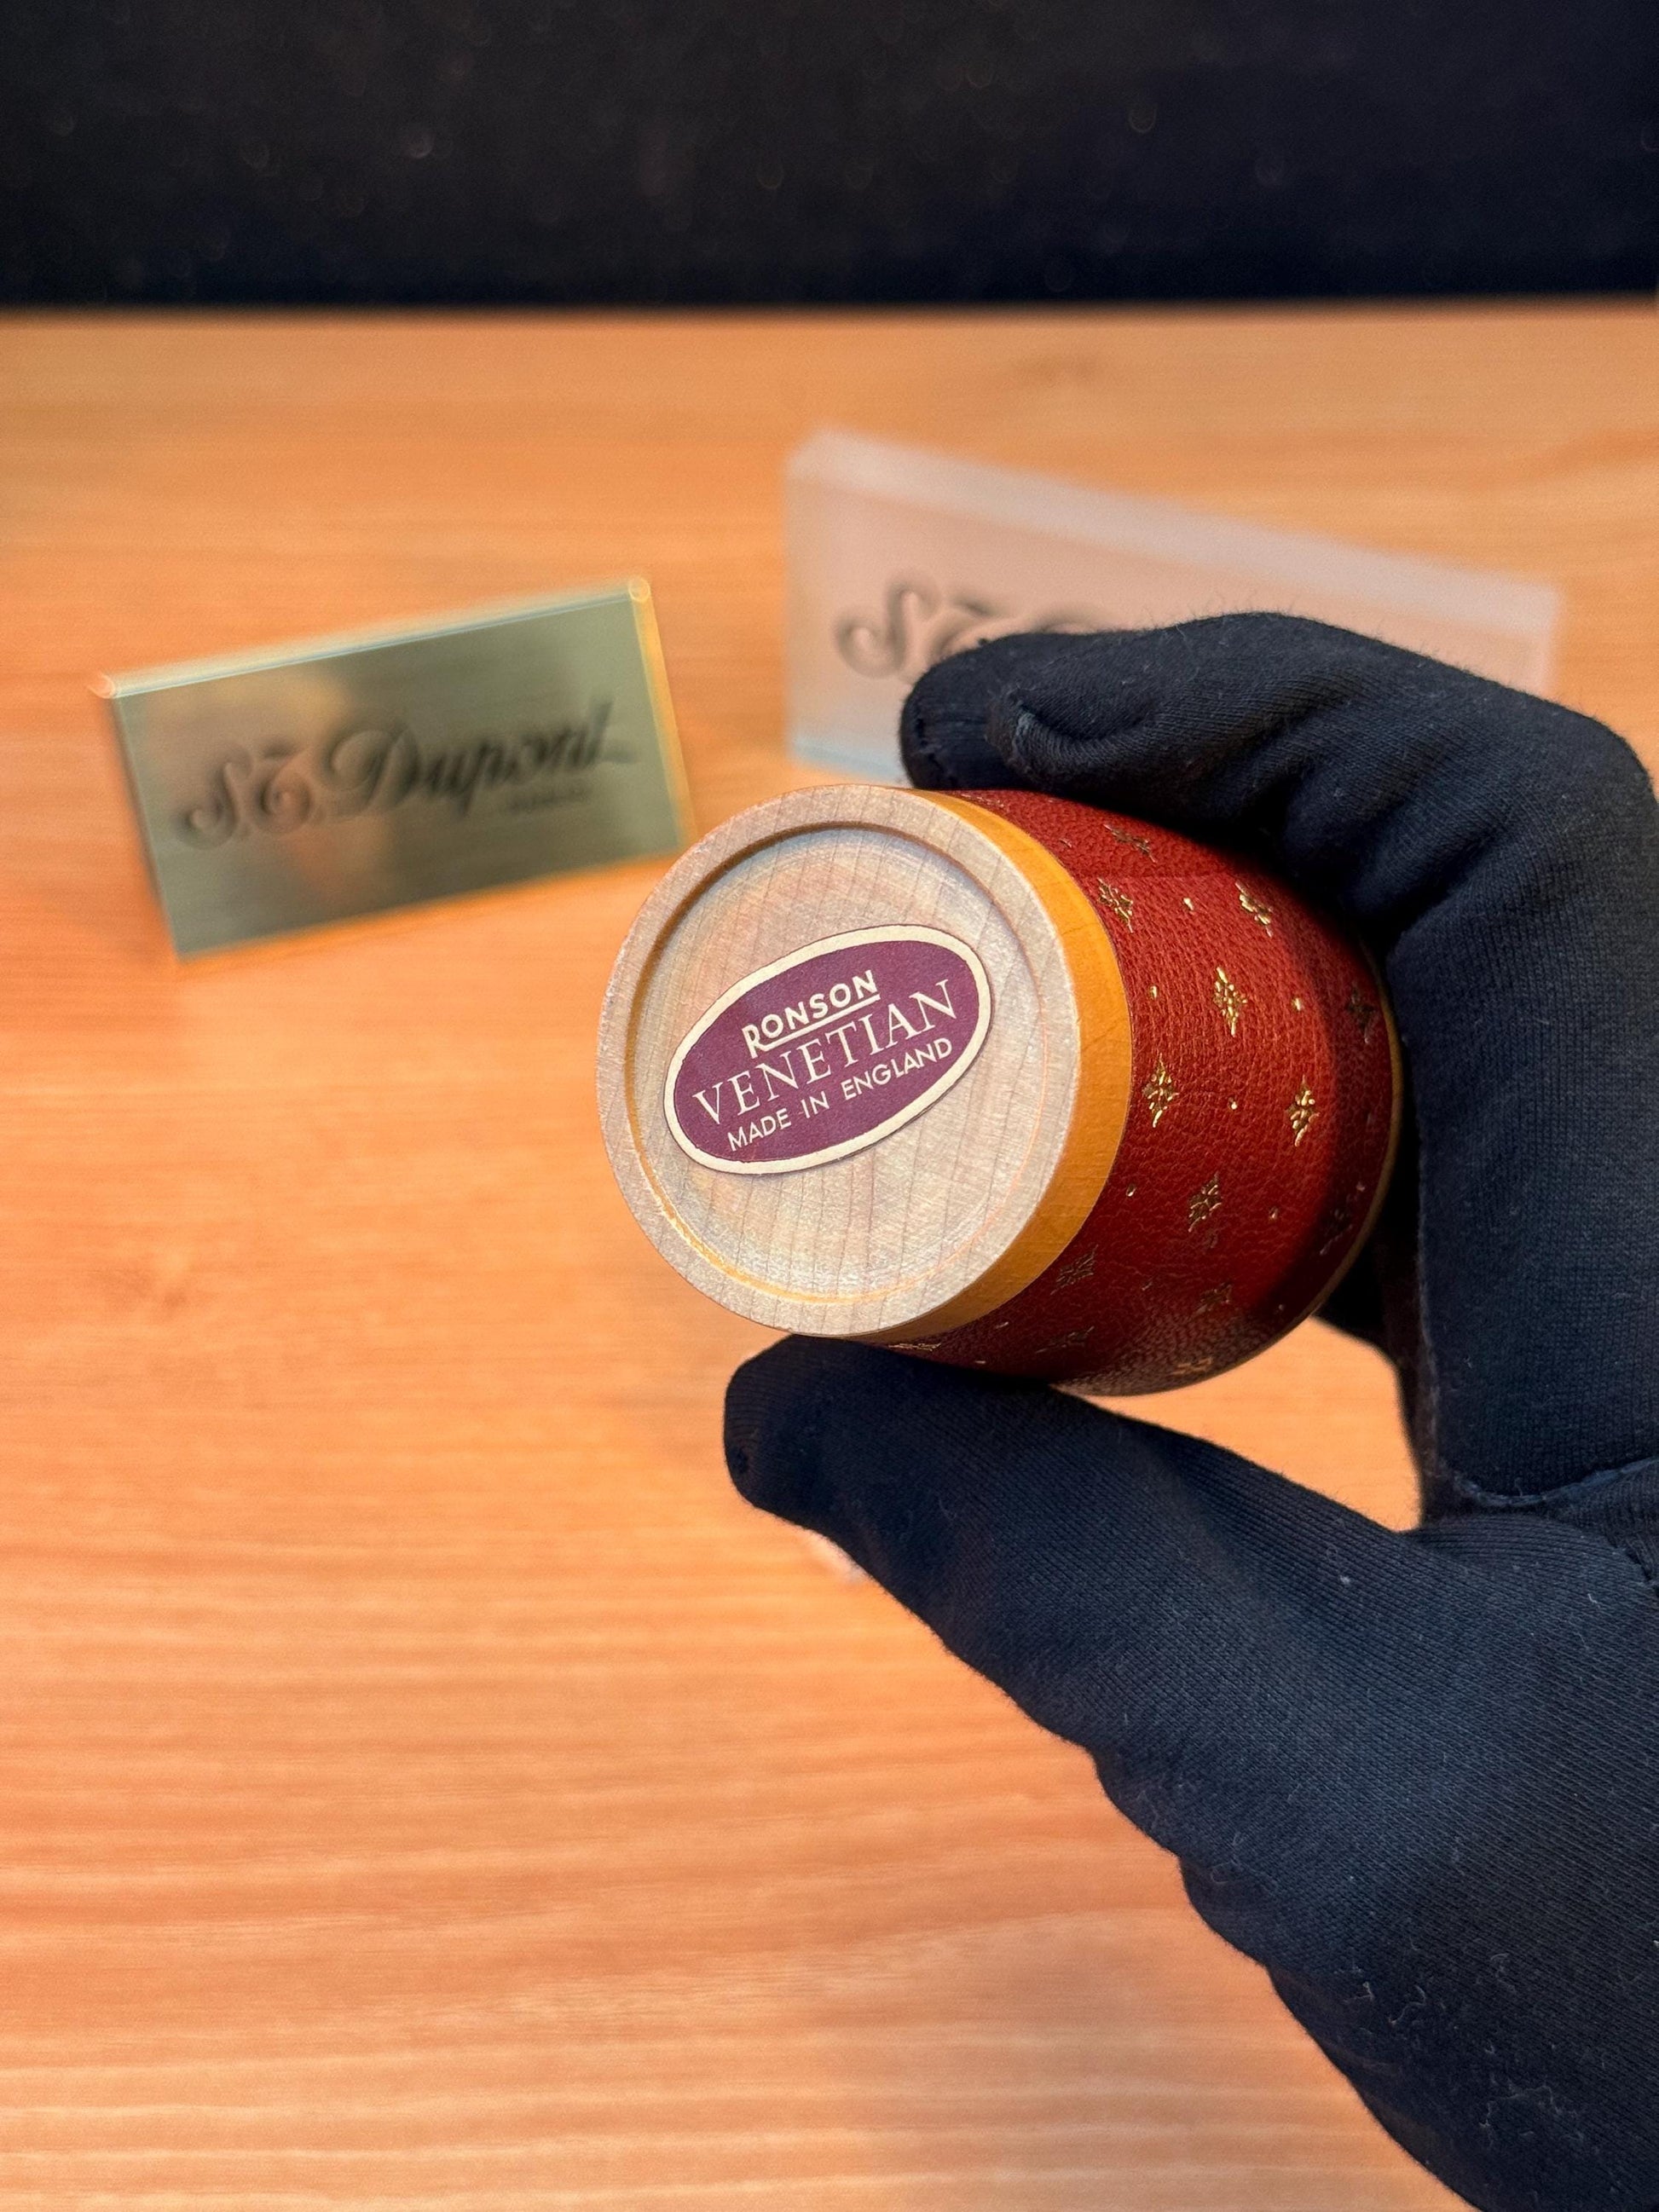 S.T. Dupont
S.T. D
RONSON
VENETIAN
MADE IN ENGLAND